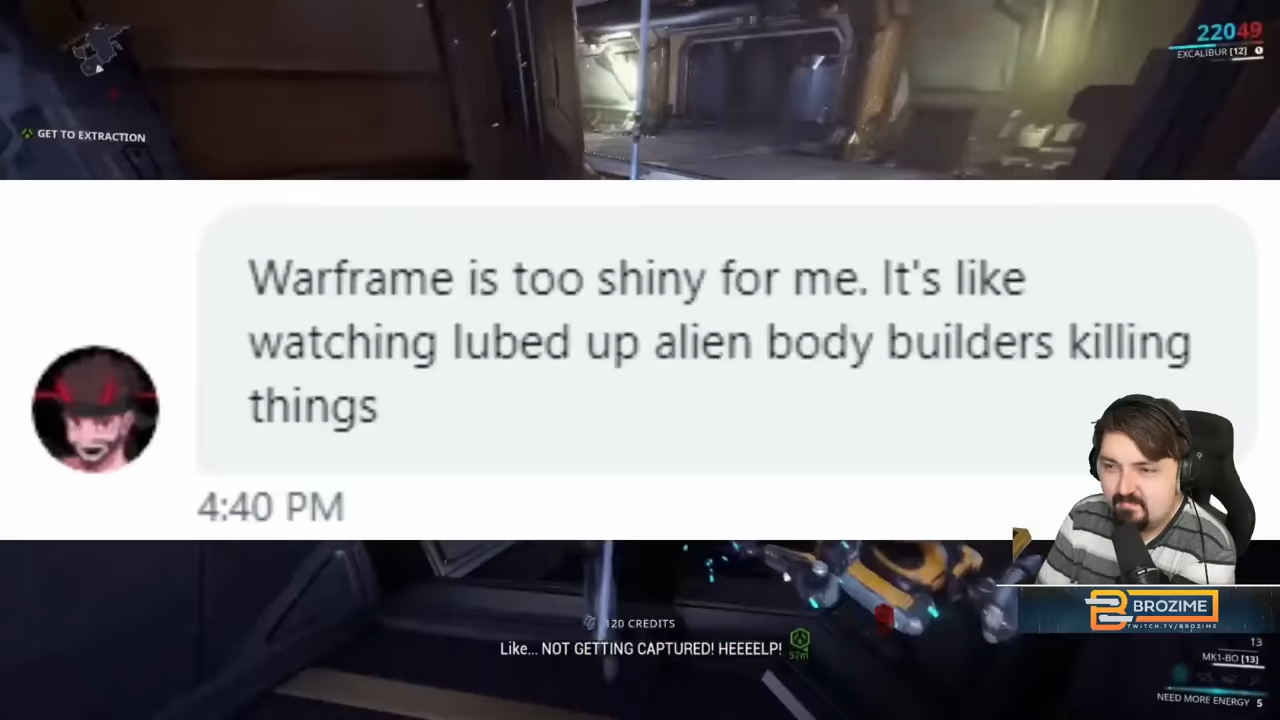 22049
EXCALIBUR [12]
GET TO EXTRACTION
Warframe is too shiny for me. It's like
watching lubed up alien body builders killing
things
4:40 PM
BROZIME
TWITCH.TV/BROZIME
120 CREDITS
Like... NOT GETTING CAPTURED! HEEEELP!
57m
13
MK1-BO [13]
NEED MORE ENERGY 5